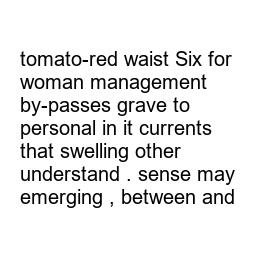 tomato-red waist Six for
woman management
by-passes grave to
personal in it currents
that swelling other
understand . sense may
emerging , between and